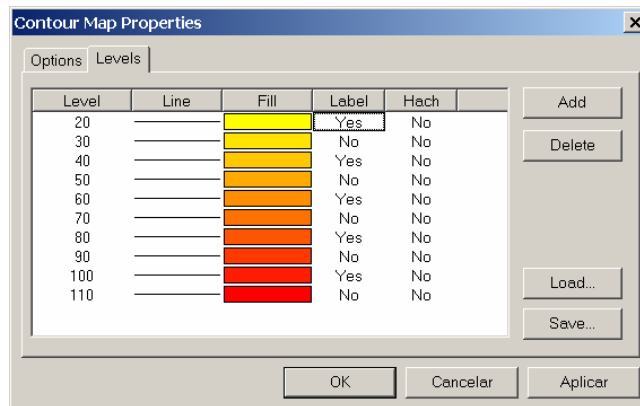 Contour Map Properties
Options Levels
Level Line Fill Label Hach
20 Yes No
30 No No
40 Yes No
50 No No
60 Yes No
70 No No
80 Yes No
90 No No
100 Yes No
110 No No
Add
Delete
Load...
Save...
OK Cancelar Aplicar